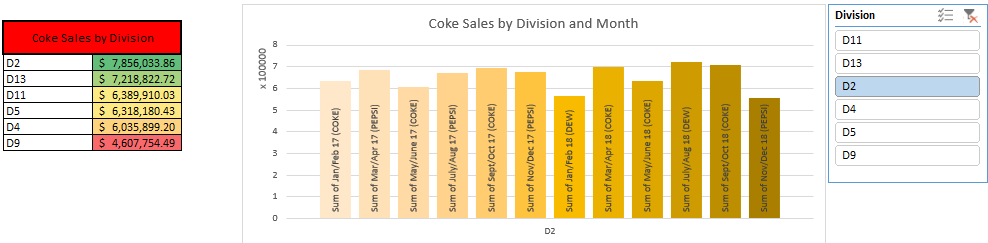 Coke Sales by Division
D2 $ 7,856,033.86
D13 $ 7,218,822.72
D11 $ 6,389,910.03
D5 $ 6,318,180.43
D4 $ 6,035,899.20
D9 $ 4,607,754.49
Coke Sales by Division and Month
x 100000
8
7
6
5
4
3
2
1
0
Sum of Jan/Feb 17 (COKE)
Sum of Mar/Apr 17 (PEPSI)
Sum of May/June 17 (COKE)
Sum of July/Aug 17 (PEPSI)
Sum of Sept/Oct 17 (COKE)
Sum of Nov/Dec 17 (PEPSI)
Sum of Jan/Feb 18 (DEW)
Sum of Mar/Apr 18 (COKE)
Sum of May/June 18 (COKE)
Sum of July/Aug 18 (DEW)
Sum of Sept/Oct 18 (COKE)
Sum of Nov/Dec 18 (PEPSI)
D2
Division
D11
D13
D2
D4
D5
D9